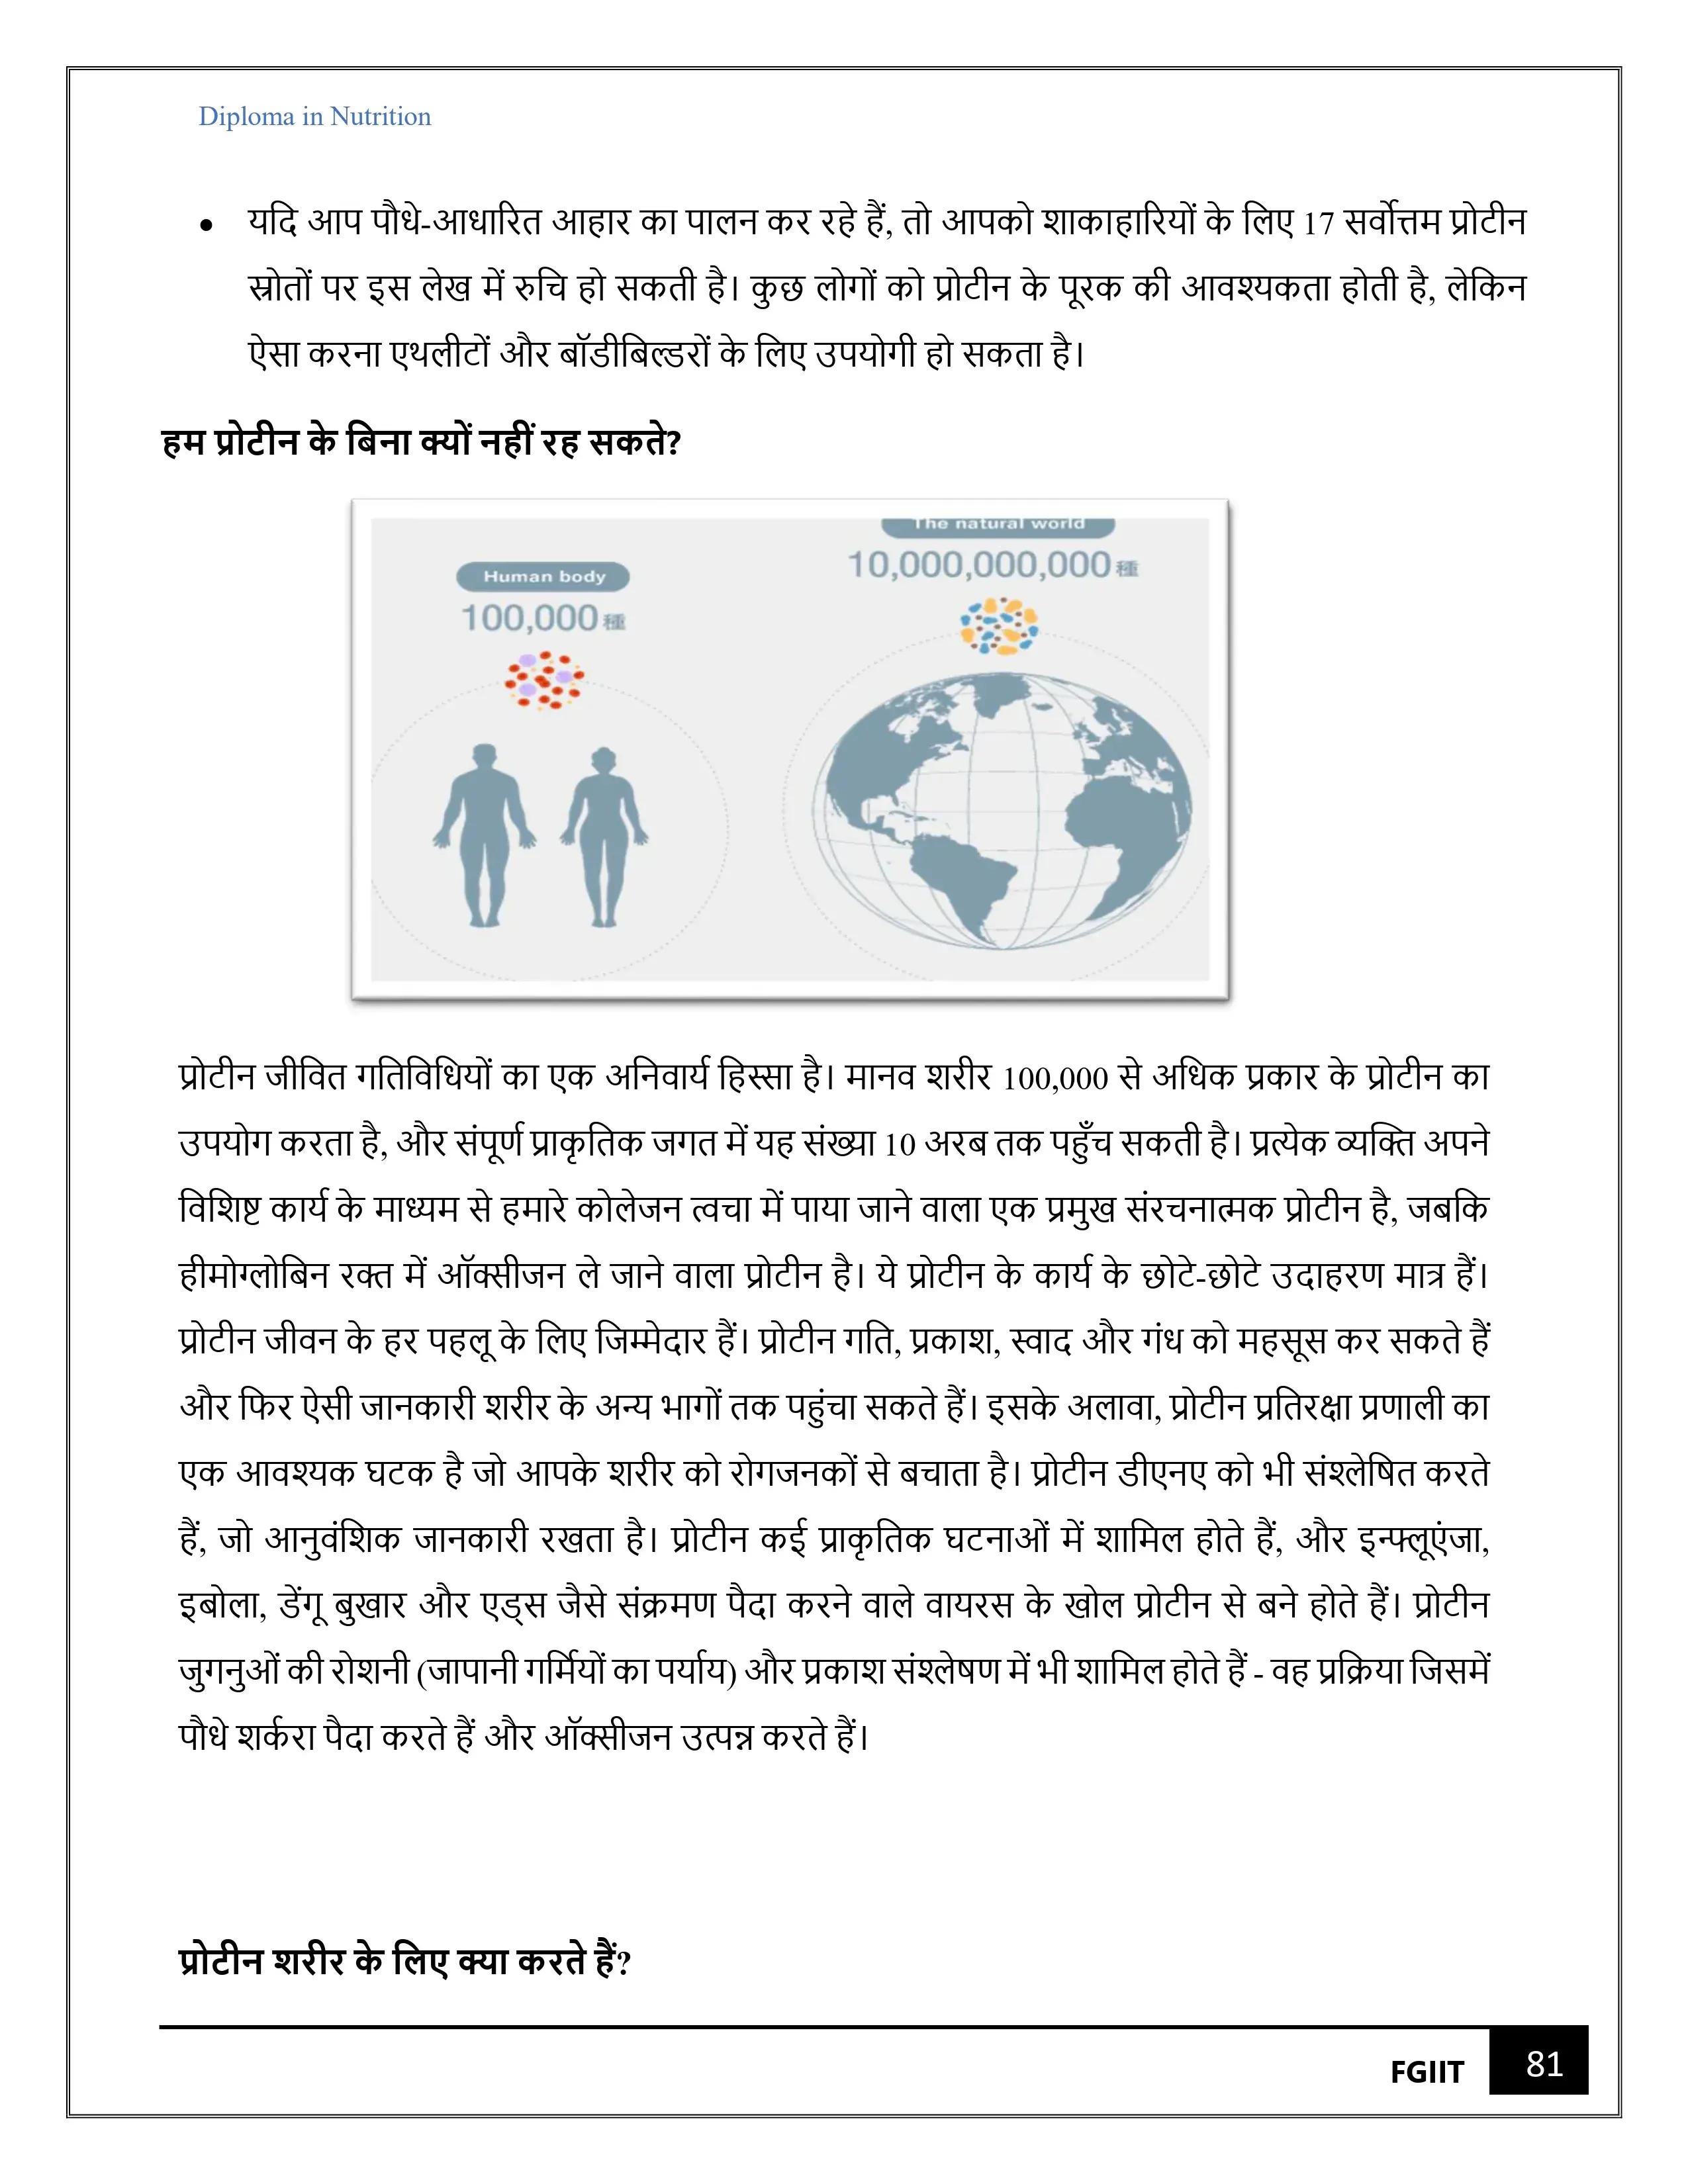 Diploma in Nutrition
• यदि आप पौधे-आधारित आहार का पालन कर रहे हैं, तो आपको शाकाहारियों के लिए 17 सर्वोत्तम प्रोटीन
स्रोतों पर इस लेख में रुचि हो सकती है। कुछ लोगों को प्रोटीन के पूरक की आवश्यकता होती है, लेकिन
ऐसा करना एथलीटों और बॉडीबिल्डरों के लिए उपयोगी हो सकता है।
हम प्रोटीन के बिना क्यों नहीं रह सकते?
The natural world
10,000,000,000種
Human body
100,000種
प्रोटीन जीवित गतिविधियों का एक अनिवार्य हिस्सा है। मानव शरीर 100,000 से अधिक प्रकार के प्रोटीन का
उपयोग करता है, और संपूर्ण प्राकृतिक जगत में यह संख्या 10 अरब तक पहुँच सकती है। प्रत्येक व्यक्ति अपने
विशिष्ट कार्य के माध्यम से हमारे कोलेजन त्वचा में पाया जाने वाला एक प्रमुख संरचनात्मक प्रोटीन है, जबकि
हीमोग्लोबिन रक्त में ऑक्सीजन ले जाने वाला प्रोटीन है। ये प्रोटीन के कार्य के छोटे-छोटे उदाहरण मात्र हैं।
प्रोटीन जीवन के हर पहलू के लिए जिम्मेदार हैं। प्रोटीन गति, प्रकाश, स्वाद और गंध को महसूस कर सकते हैं
और फिर ऐसी जानकारी शरीर के अन्य भागों तक पहुंचा सकते हैं। इसके अलावा, प्रोटीन प्रतिरक्षा प्रणाली का
एक आवश्यक घटक है जो आपके शरीर को रोगजनकों से बचाता है। प्रोटीन डीएनए को भी संश्लेषित करते
हैं, जो आनुवंशिक जानकारी रखता है। प्रोटीन कई प्राकृतिक घटनाओं में शामिल होते हैं, और इन्फ्लूएंजा,
इबोला, डेंगू बुखार और एड्स जैसे संक्रमण पैदा करने वाले वायरस के खोल प्रोटीन से बने होते हैं। प्रोटीन
जुगनुओं की रोशनी (जापानी गर्मियों का पर्याय) और प्रकाश संश्लेषण में भी शामिल होते हैं - वह प्रक्रिया जिसमें
पौधे शर्करा पैदा करते हैं और ऑक्सीजन उत्पन्न करते हैं।
प्रोटीन शरीर के लिए क्या करते हैं?
FGIIT 81